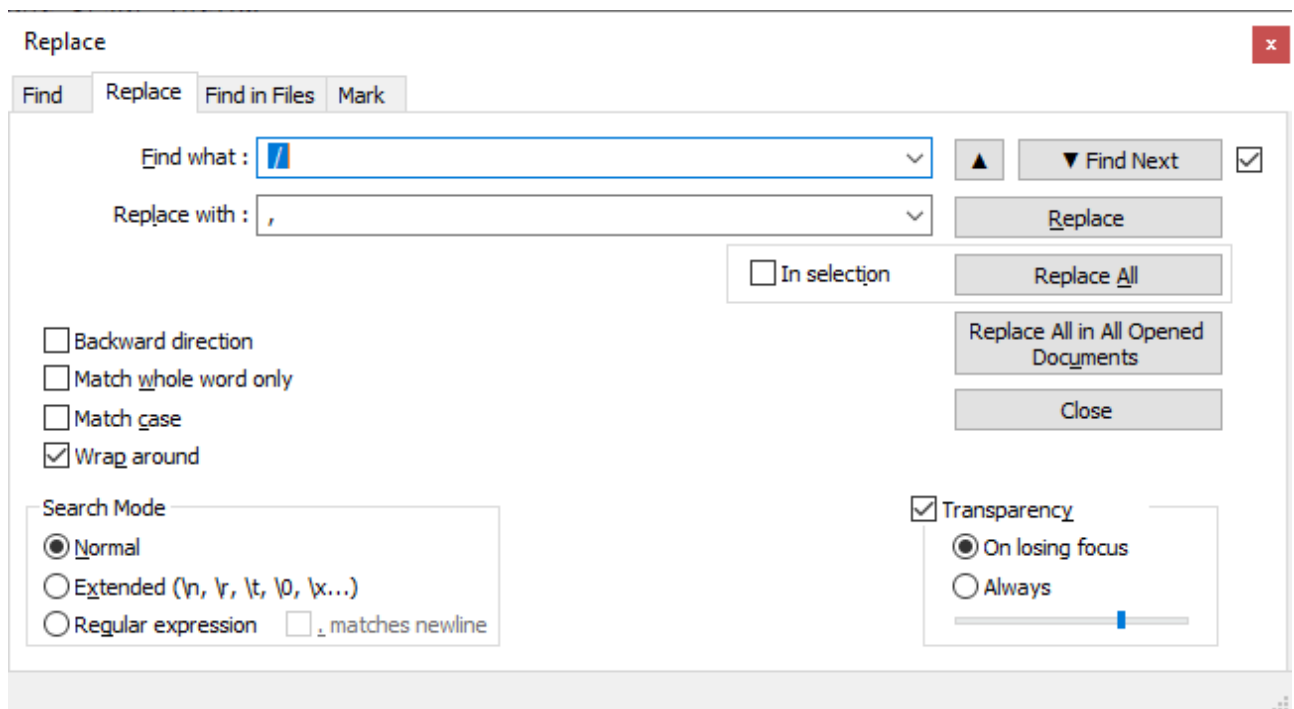 Replace
x
Find Replace Find in Files Mark
Find what : /
▲ ▼ Find Next
Replace with : ,
Replace
In selection
Replace All
Backward direction
Replace All in All Opened
Documents
Match whole word only
Match case
Close
Wrap around
Search Mode
Transparency
Normal
On losing focus
Extended (\n, \r, \t, \0, \x...)
Always
Regular expression . matches newline